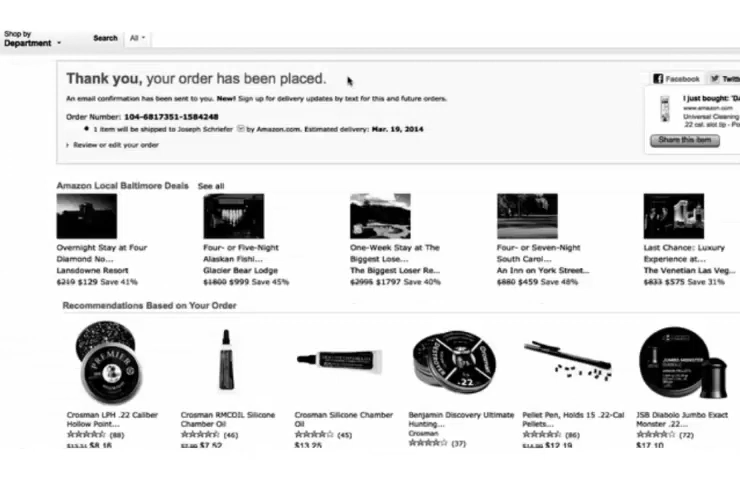 Shop by
Department
Search All
Thank you, your order has been placed.
An email confirmation has been sent to you. New! Sign up for delivery updates by text for this and future orders.
Order Number: 104-6817351-1584248
1 item will be shipped to Joseph Schriefer by Amazon.com. Estimated delivery: Mar. 19, 2014
Review or edit your order
Facebook Twitt
I just bought: 'Ga
www.amazon.com
Universal Cleaning
.22 cal. slot tip - Po
Share this item
Amazon Local Baltimore Deals See all
Overnight Stay at Four
Diamond No...
Lansdowne Resort
$219 $129 Save 41%
Four- or Five-Night
Alaskan Fishi...
Glacier Bear Lodge
$1800 $999 Save 45%
One-Week Stay at The
Biggest Lose...
The Biggest Loser Re...
$2995 $1797 Save 40%
Four- or Seven-Night
South Carol...
An Inn on York Street...
$880 $459 Save 48%
Last Chance: Luxury
Experience at...
The Venetian Las Veg...
$833 $575 Save 31%
Recommendations Based on Your Order
PREMIER
.22
JUMBO MONSTER
Crosman LPH .22 Caliber
Hollow Point...
(88)
$8.16
Crosman RMCOIL Silicone
Chamber Oil
(46)
$7.52
Crosman Silicone Chamber
Oil
(45)
$13.25
Benjamin Discovery Ultimate
Hunting...
Crosman
(37)
Pellet Pen, Holds 15 .22-Cal
Pellets...
(86)
$12.19
JSB Diabolo Jumbo Exact
Monster .22...
(72)
$17.10